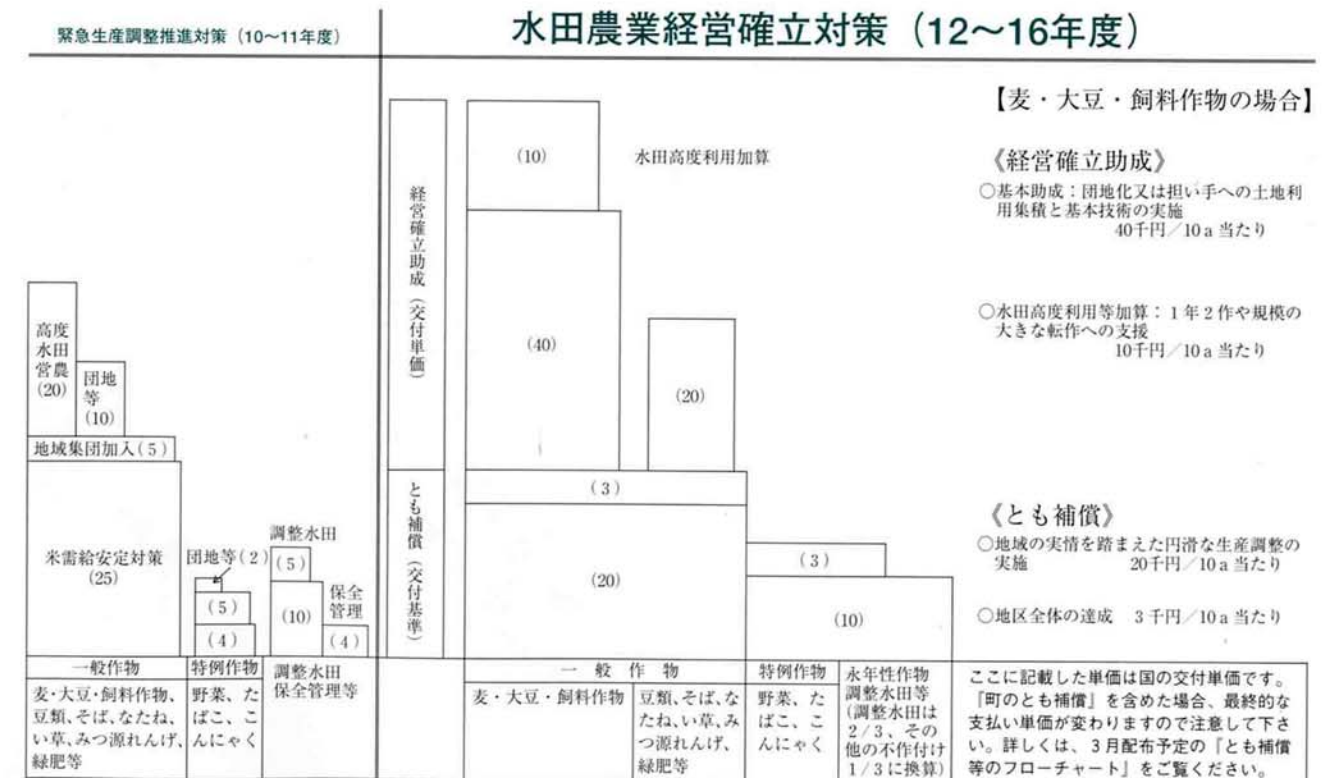 緊急生産調整推進対策（10～11年度）
水田農業経営確立対策（12～16年度）
高度
水田
営農
(20)
団地
等
(10)
地域集団加入(5)
米需給安定対策
(25)
団地等(2)
(5)
(4)
調整水田
(5)
(10)
保全
管理
(4)
一般作物
特例作物
調整水田
保全管理等
麦・大豆・飼料作物、
豆類、そば、なたね、
い草、みつ源れんげ、
緑肥等
野菜、た
ばこ、こ
んにゃく
経営確立助成（交付単価）
とも補償（交付基準）
(10)
水田高度利用加算
(40)
(20)
(3)
(20)
(3)
(10)
一般作物
特例作物
永年性作物
調整水田等
(調整水田は
2/3、その
他の不作付け
1/3に換算)
麦・大豆・飼料作物
豆類、そば、な
たね、い草、み
つ源れんげ、
緑肥等
野菜、た
ばこ、こ
んにゃく
【麦・大豆・飼料作物の場合】
《経営確立助成》
○基本助成：団地化又は担い手への土地利
用集積と基本技術の実施
40千円／10a当たり
○水田高度利用等加算：1年2作や規模の
大きな転作への支援
10千円／10a当たり
《とも補償》
○地域の実情を踏まえた円滑な生産調整の
実施 20千円／10a当たり
○地区全体の達成 3千円／10a当たり
ここに記載した単価は国の交付単価です。
『町のとも補償』を含めた場合、最終的な
支払い単価が変わりますので注意して下さ
い。詳しくは、3月配布予定の『とも補償
等のフローチャート』をご覧ください。